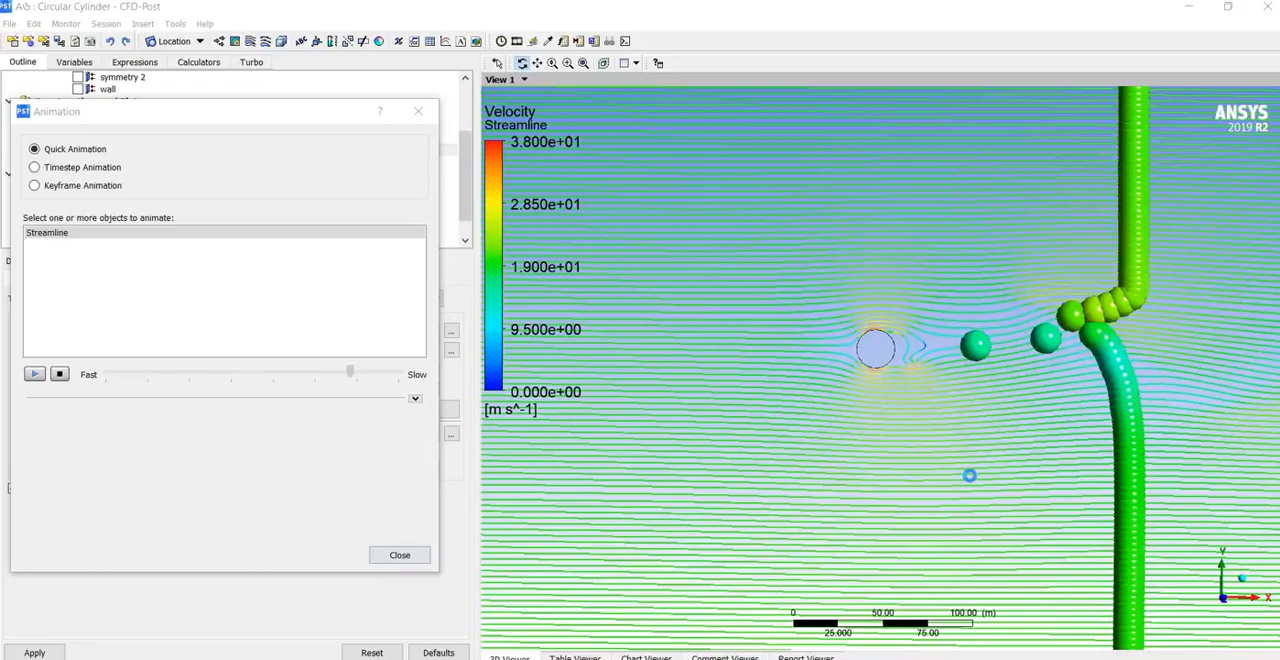 A5 : Circular Cylinder - CFD-Post
File Edit Monitor Session Insert Tools Help
Location
Outline Variables Expressions Calculators Turbo
symmetry 2
wall
Animation
Quick Animation
Timestep Animation
Keyframe Animation
Select one or more objects to animate:
Streamline
Fast Slow
Close
Apply Reset Defaults
View 1
Velocity
Streamline
3.800e+01
2.850e+01
1.900e+01
9.500e+00
0.000e+00
[m s^-1]
ANSYS
2019 R2
0 50.00 100.00 (m)
25.000 75.00
Y
X
3D Viewer Table Viewer Chart Viewer Comment Viewer Report Viewer